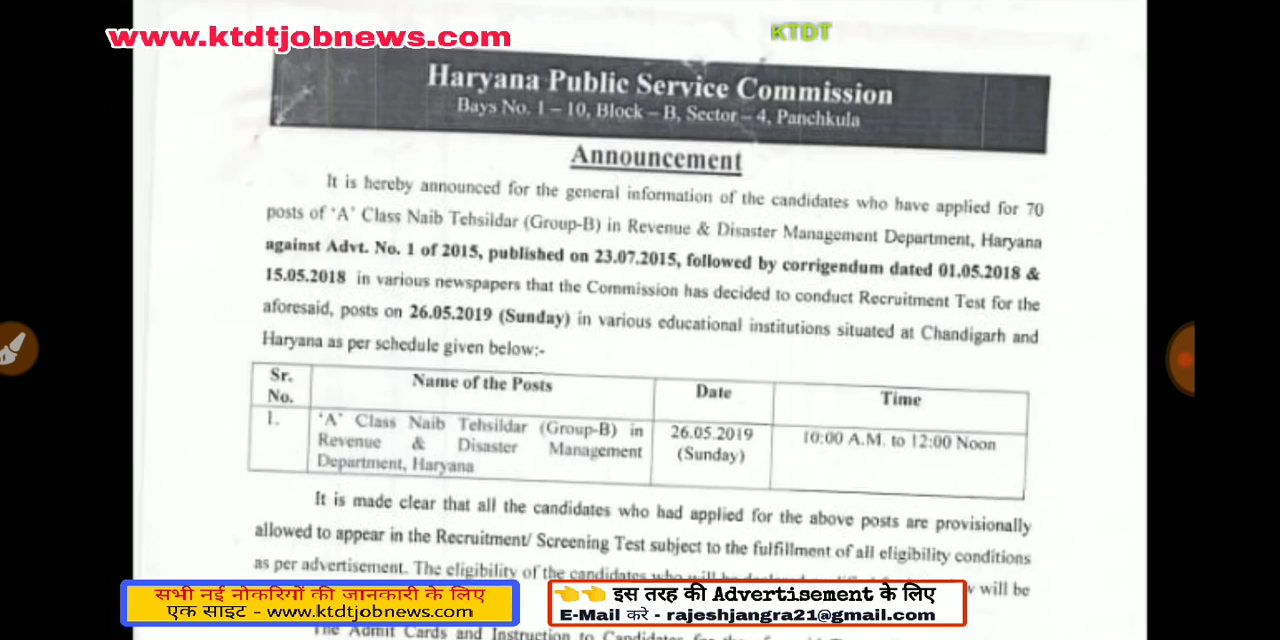 www.ktdtjobnews.com
KTDT
Haryana Public Service Commission
Bays No. 1 – 10, Block – B, Sector – 4, Panchkula
Announcement
It is hereby announced for the general information of the candidates who have applied for 70
posts of ‘A’ Class Naib Tehsildar (Group-B) in Revenue & Disaster Management Department, Haryana
against Advt. No. 1 of 2015, published on 23.07.2015, followed by corrigendum dated 01.05.2018 &
15.05.2018 in various newspapers that the Commission has decided to conduct Recruitment Test for the
aforesaid, posts on 26.05.2019 (Sunday) in various educational institutions situated at Chandigarh and
Haryana as per schedule given below:-
Sr. No.
Name of the Posts
Date
Time
1.
‘A’ Class Naib Tehsildar (Group-B) in
Revenue & Disaster Management
Department, Haryana
26.05.2019
(Sunday)
10:00 A.M. to 12:00 Noon
It is made clear that all the candidates who had applied for the above posts are provisionally
allowed to appear in the Recruitment/ Screening Test subject to the fulfillment of all eligibility conditions
as per advertisement. The eligibility of the candidates who will be
will be
सभी नई नोकरियों की जानकारी के लिए
एक साइट - www.ktdtjobnews.com
👉👉 इस तरह की Advertisement के लिए
E-Mail करे - rajeshjangra21@gmail.com
The Admit Cards and Instruction to Candidates for the